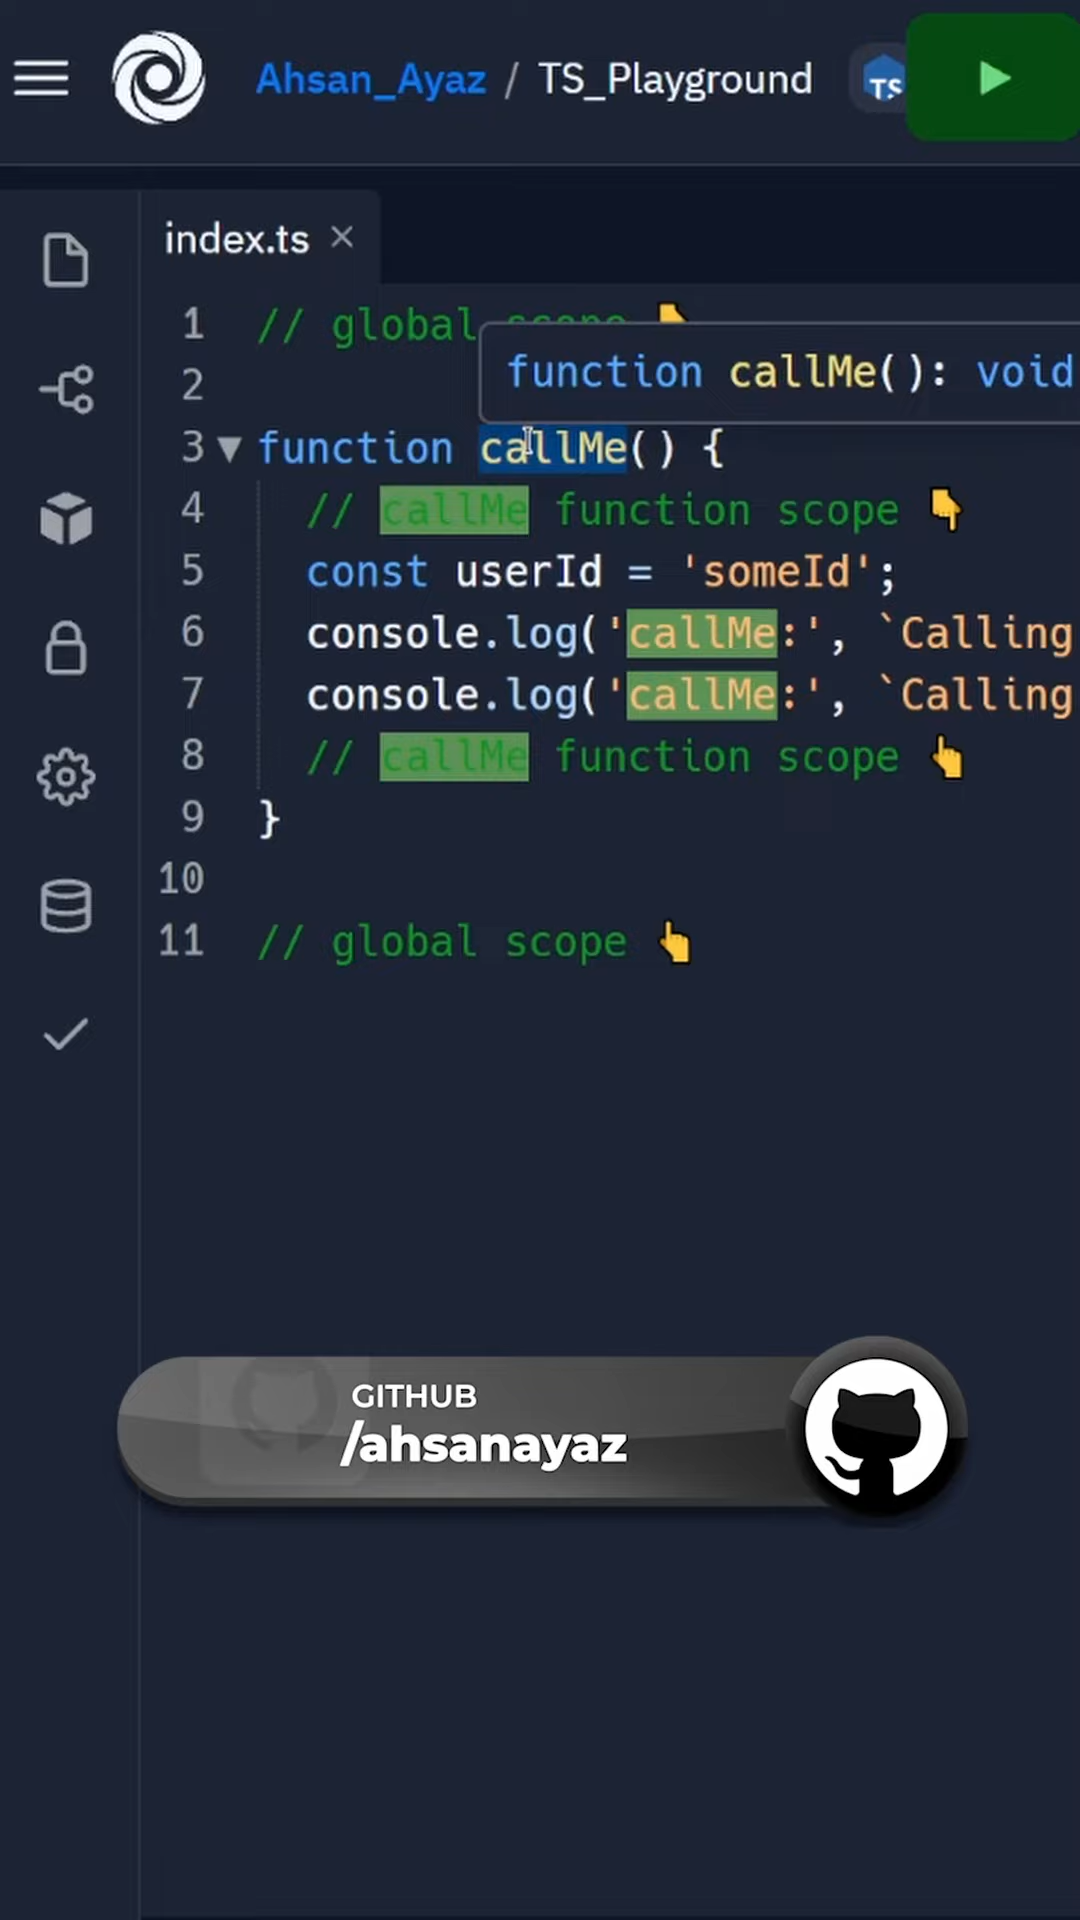 Ahsan_Ayaz / TS_Playground TS
index.ts ×
1 // global scope 👇
function callMe(): void
2
3 function callMe() {
4 // callMe function scope 👇
5 const userId = 'someId';
6 console.log('callMe:', `Calling
7 console.log('callMe:', `Calling
8 // callMe function scope 👆
9 }
10
11 // global scope 👆
GITHUB
/ahsanayaz